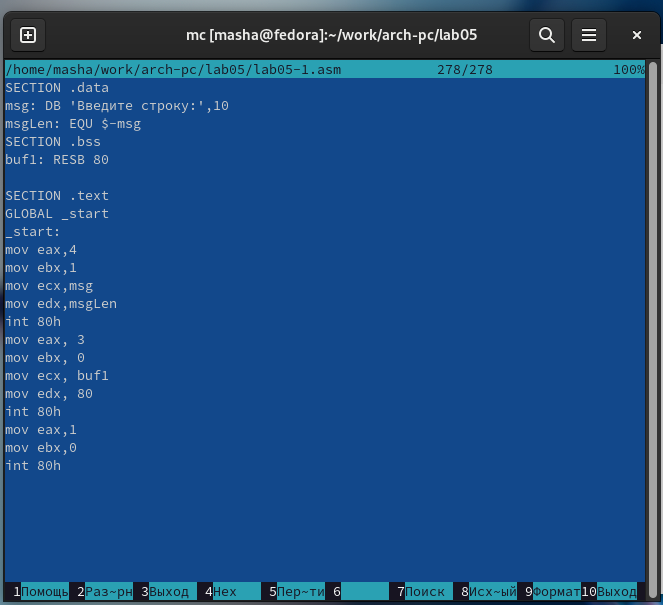 mc [masha@fedora]:~/work/arch-pc/lab05
/home/masha/work/arch-pc/lab05/lab05-1.asm 278/278 100%
SECTION .data
msg: DB 'Введите строку:',10
msgLen: EQU $-msg
SECTION .bss
buf1: RESB 80
SECTION .text
GLOBAL _start
_start:
mov eax,4
mov ebx,1
mov ecx,msg
mov edx,msgLen
int 80h
mov eax, 3
mov ebx, 0
mov ecx, buf1
mov edx, 80
int 80h
mov eax,1
mov ebx,0
int 80h
1Помощь 2Раз~рн 3Выход 4Hex 5Пер~ти 6 7Поиск 8Исх~ый 9Формат 10Выход